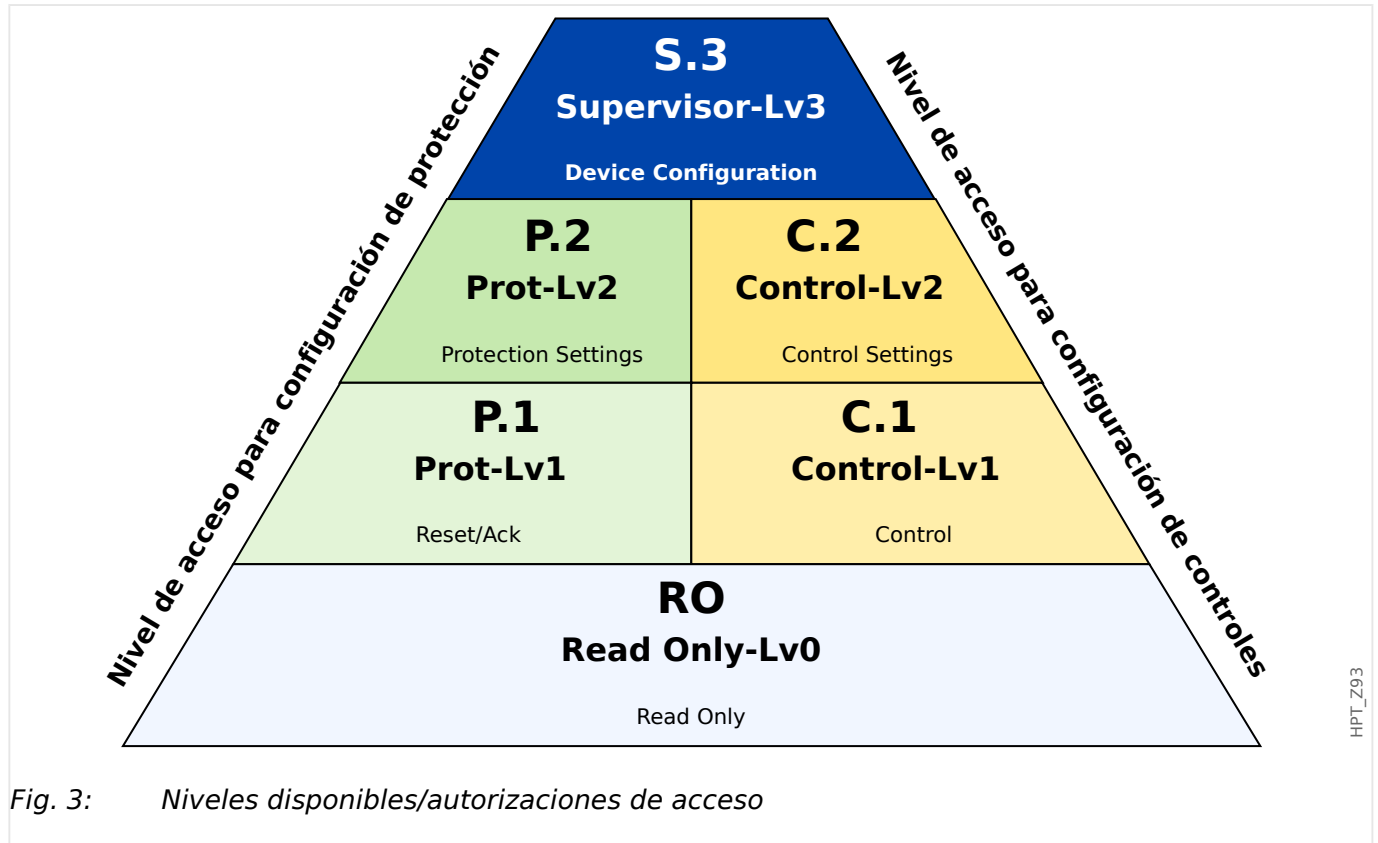 Nivel de acceso para configuración de protección
Nivel de acceso para configuración de controles
S.3
Supervisor-Lv3
Device Configuration
P.2
Prot-Lv2
Protection Settings
C.2
Control-Lv2
Control Settings
P.1
Prot-Lv1
Reset/Ack
C.1
Control-Lv1
Control
RO
Read Only-Lv0
Read Only
HPT_Z93
Fig. 3: Niveles disponibles/autorizaciones de acceso